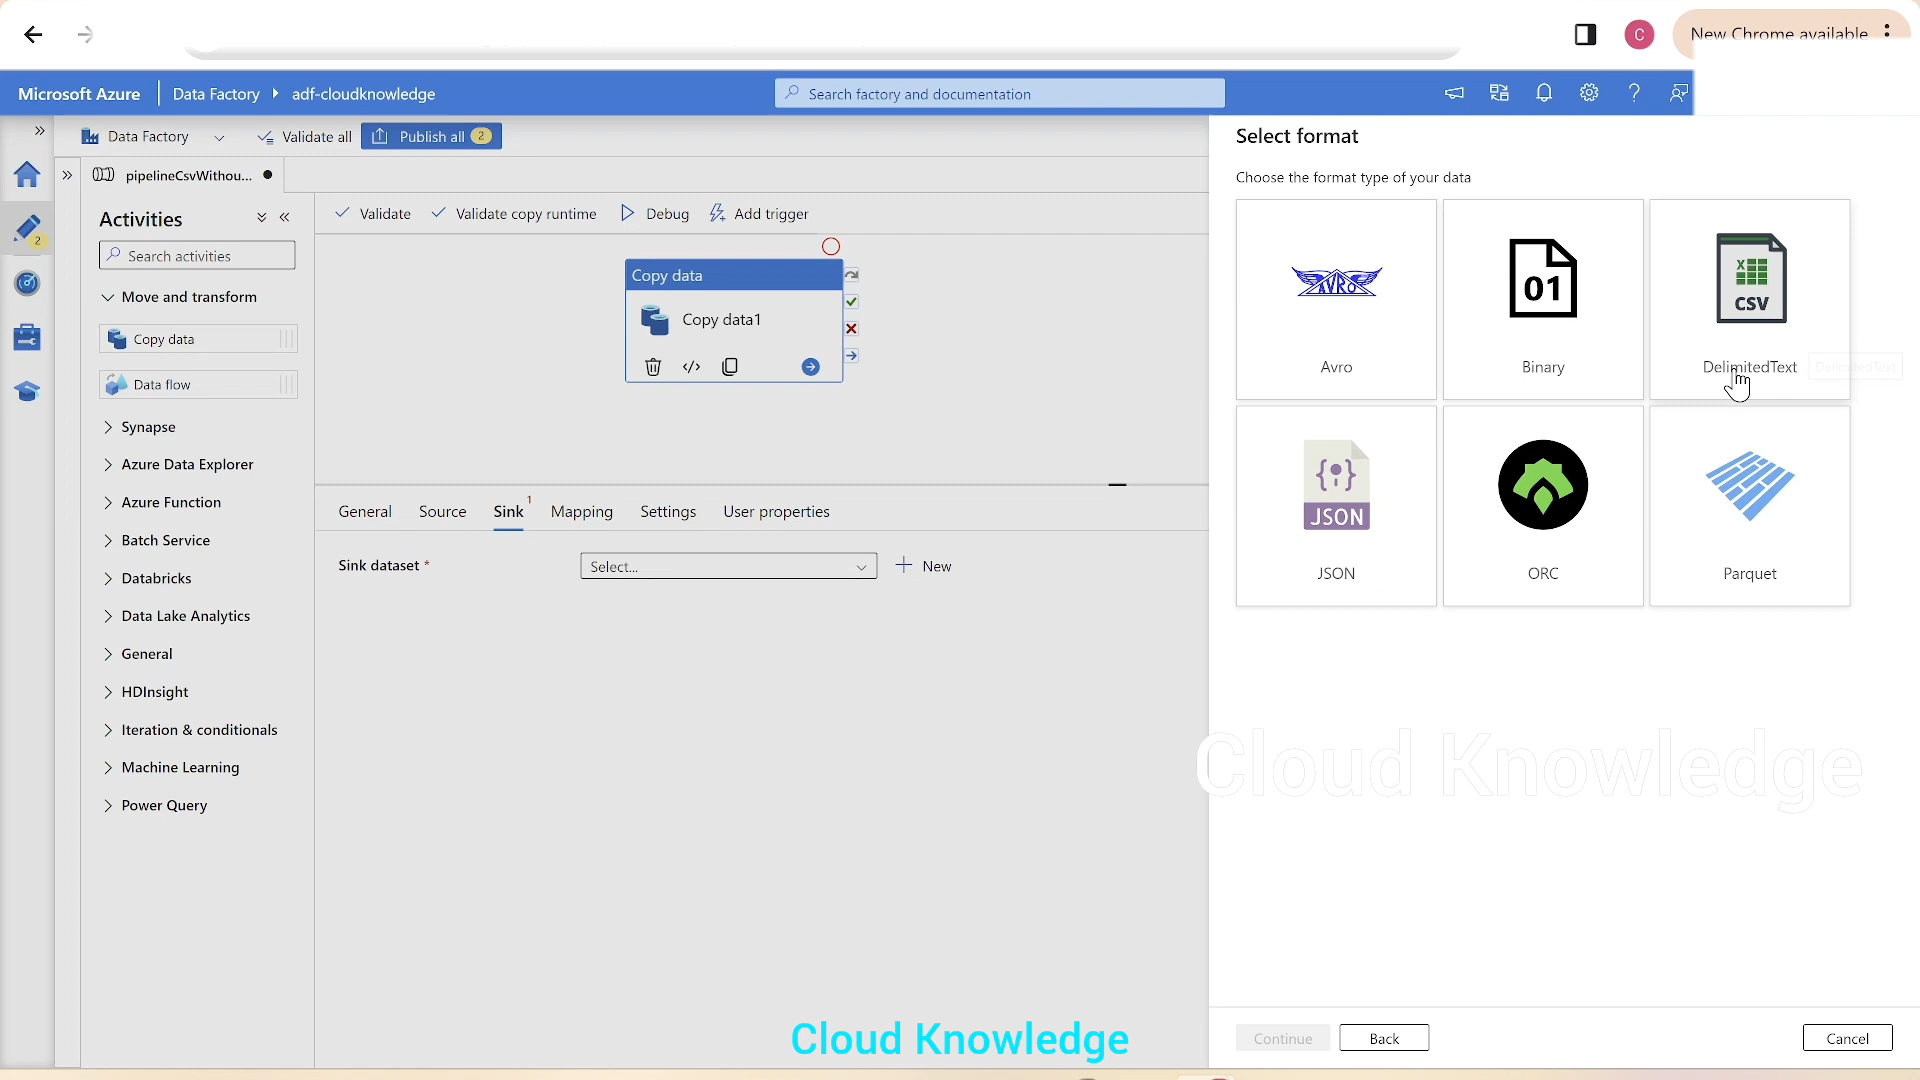 C
New Chrome available
Microsoft Azure
Data Factory
adf-cloudknowledge
Search factory and documentation
Data Factory
Validate all
Publish all
2
pipelineCsvWithou...
2
Activities
Search activities
Move and transform
Copy data
Data flow
Synapse
Azure Data Explorer
Azure Function
Batch Service
Databricks
Data Lake Analytics
General
HDInsight
Iteration & conditionals
Machine Learning
Power Query
Validate
Validate copy runtime
Debug
Add trigger
Copy data
Copy data1
General
Source
Sink
1
Mapping
Settings
User properties
Sink dataset *
Select...
New
Select format
Choose the format type of your data
AVRO
Avro
01
Binary
CSV
DelimitedText
DelimitedText
JSON
JSON
ORC
Parquet
Cloud Knowledge
Continue
Back
Cancel
Cloud Knowledge